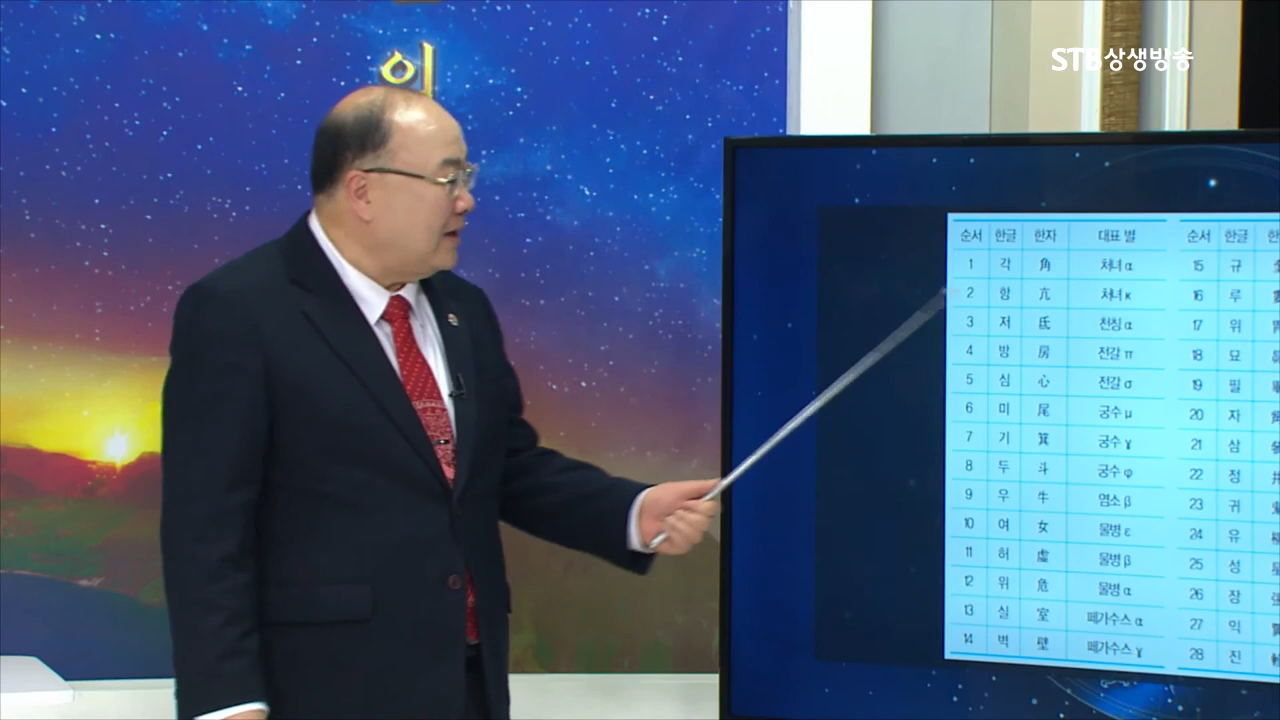 이
STB상생방송
순서 한글 한자 대표 별 순서 한글
1 각 角 처녀 α 15 규
2 항 亢 처녀 κ 16 루
3 저 氐 천칭 α 17 위
4 방 房 전갈 π 18 묘
5 심 心 전갈 σ 19 필
6 미 尾 궁수 μ 20 자
7 기 箕 궁수 γ 21 삼
8 두 斗 궁수 φ 22 정
9 우 牛 염소 β 23 귀
10 여 女 물병 ε 24 유
11 허 虛 물병 β 25 성
12 위 危 물병 α 26 장
13 실 室 페가수스 α 27 익
14 벽 壁 페가수스 γ 28 진